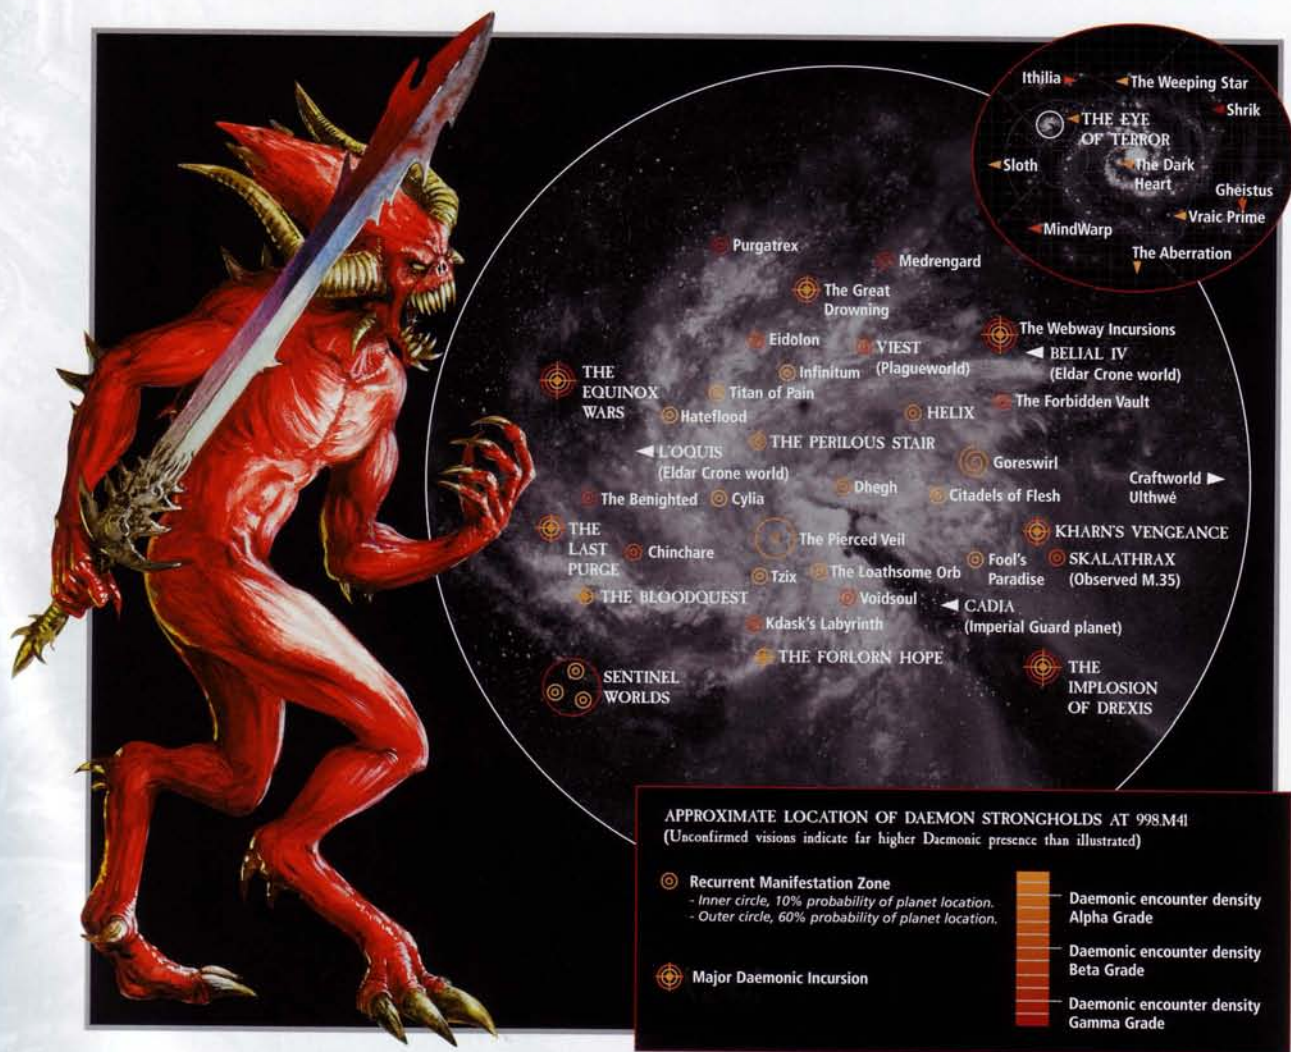 Ithilia
The Weeping Star
Shrik
THE EYE
OF TERROR
Sloth
The Dark
Heart
Gheistus
Vraic Prime
MindWarp
The Aberration
Purgatrex
Medrengard
The Great
Drowning
The Webway Incursions
Eidolon
VIEST
(Plagueworld)
BELIAL IV
(Eldar Crone world)
THE
EQUINOX
WARS
Infinitum
Titan of Pain
The Forbidden Vault
Hateflood
HELIX
THE PERILOUS STAIR
L'OQUIS
(Eldar Crone world)
Goreswirl
Craftworld
Ulthwé
Dhegh
Citadels of Flesh
The Benighted
Cylia
THE
LAST
PURGE
KHARN'S VENGEANCE
The Pierced Veil
Chinchare
Fool's
Paradise
SKALATHRAX
(Observed M.35)
Tzix
The Loathsome Orb
THE BLOODQUEST
Voidsoul
CADIA
(Imperial Guard planet)
Kdask's Labyrinth
THE FORLORN HOPE
SENTINEL
WORLDS
THE
IMPLOSION
OF DREXIS
APPROXIMATE LOCATION OF DAEMON STRONGHOLDS AT 998.M41
(Unconfirmed visions indicate far higher Daemonic presence than illustrated)
Recurrent Manifestation Zone
- Inner circle, 10% probability of planet location.
- Outer circle, 60% probability of planet location.
Major Daemonic Incursion
Daemonic encounter density
Alpha Grade
Daemonic encounter density
Beta Grade
Daemonic encounter density
Gamma Grade